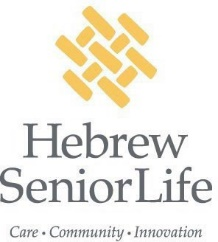 Hebrew
SeniorLife
Care • Community • Innovation